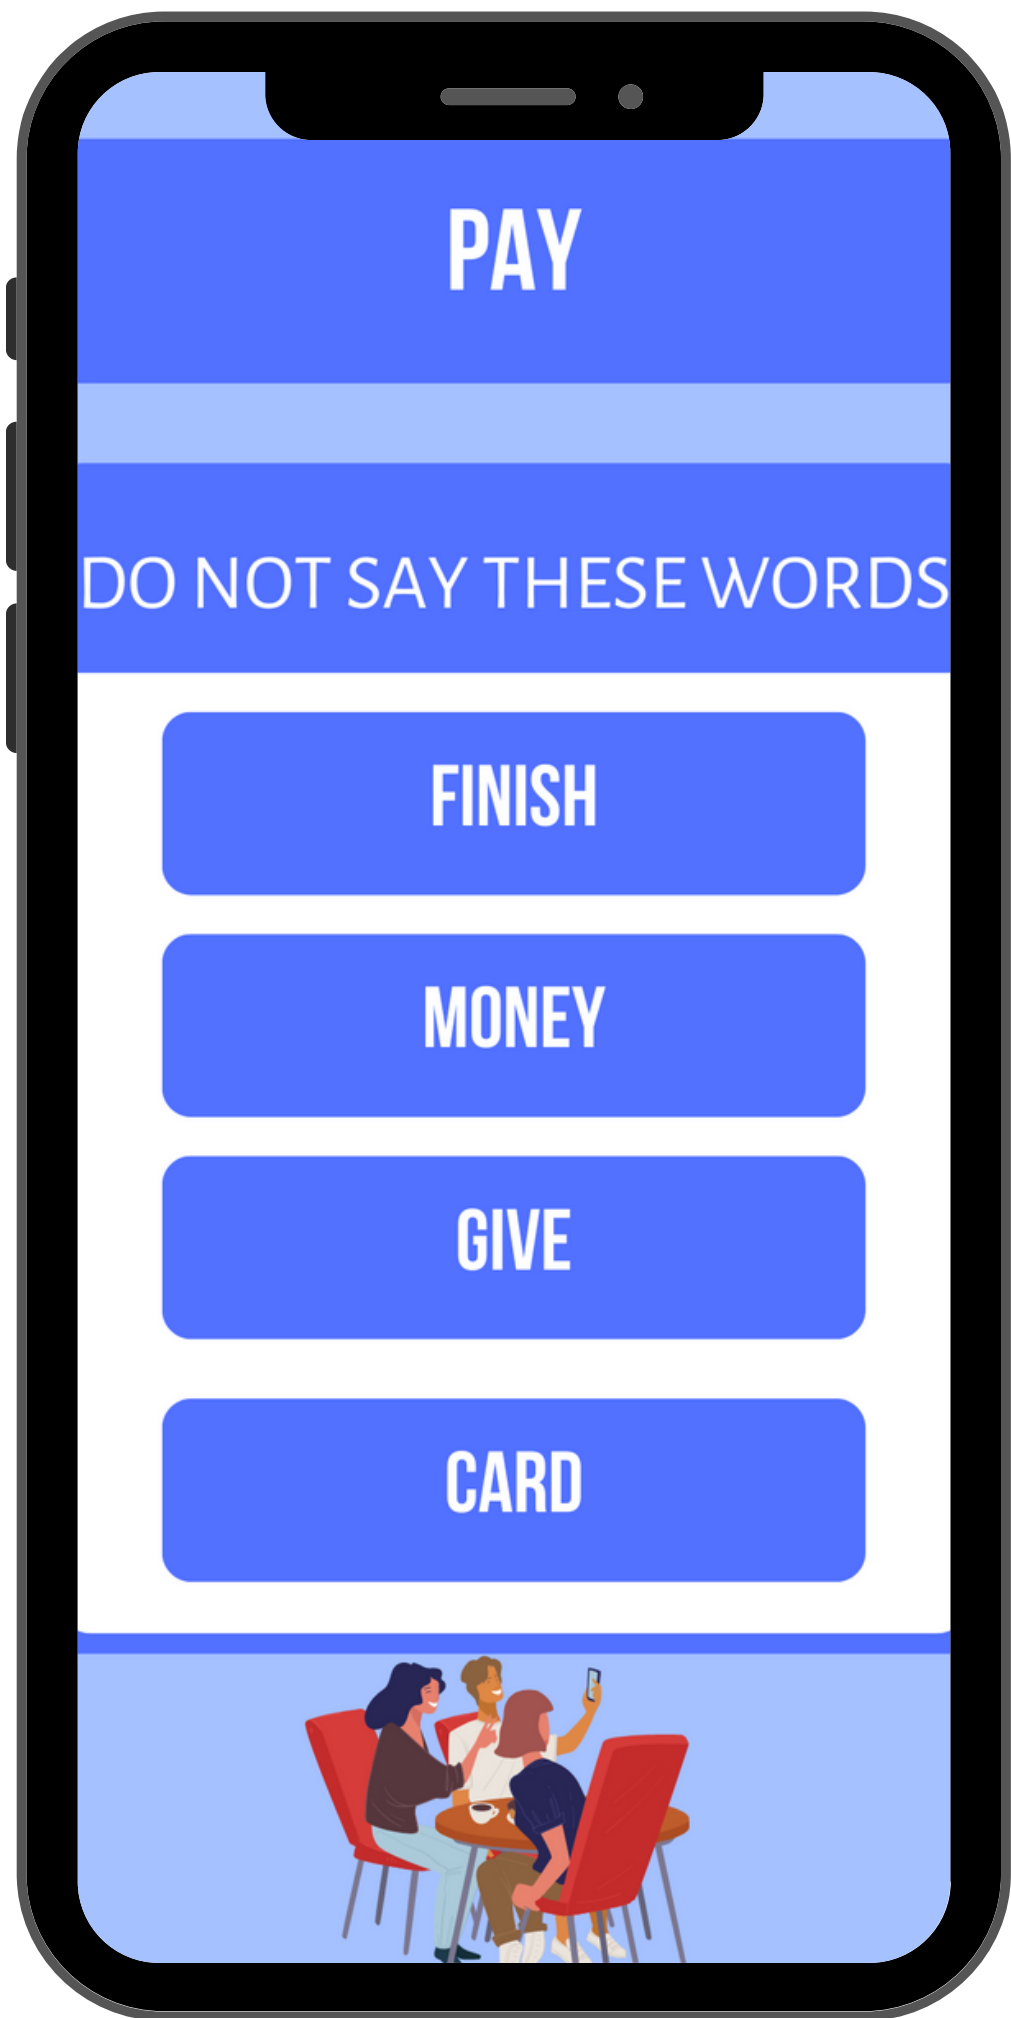 PAY
DO NOT SAY THESE WORDS
FINISH
MONEY
GIVE
CARD